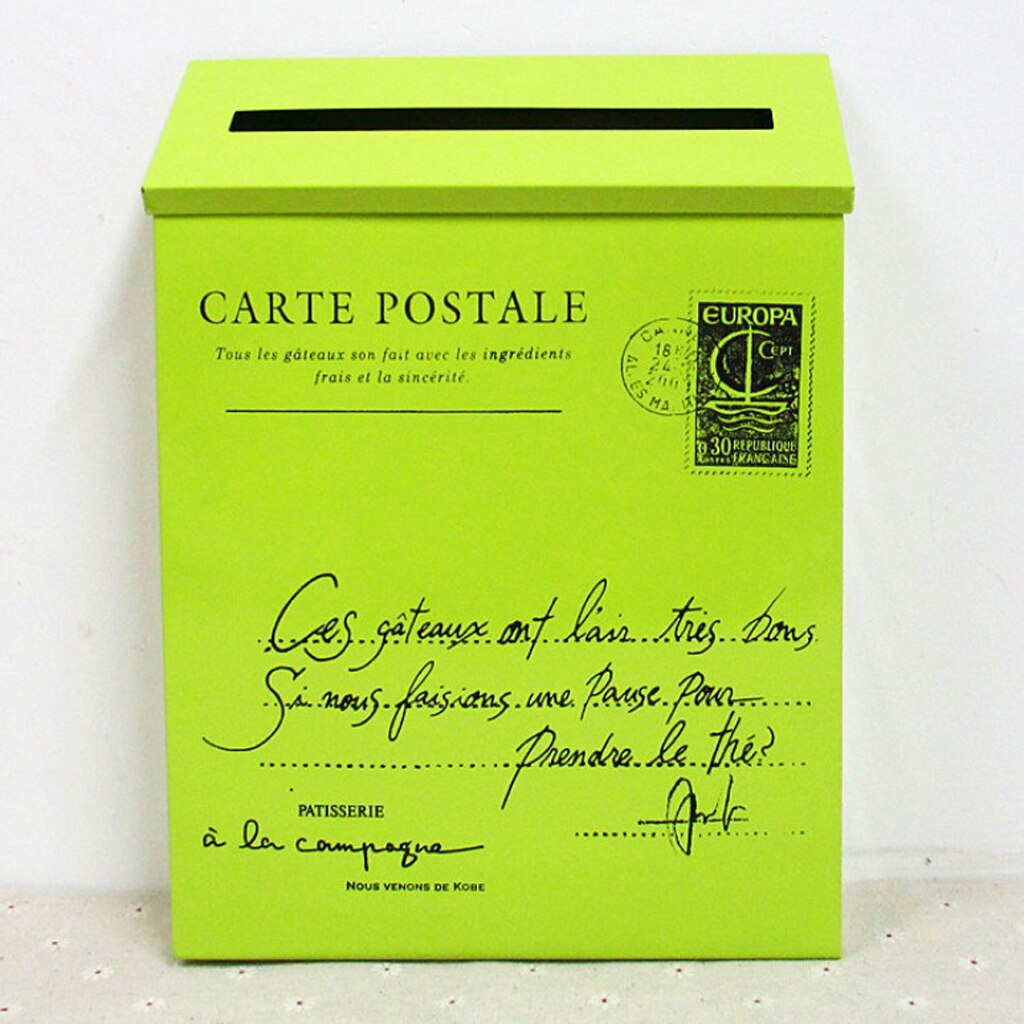 CARTE POSTALE
Tous les gâteaux son fait avec les ingrédients
frais et la sincérité.
EUROPA
CEPT
0.30 REPUBLIQUE
POSTES FRANÇAISE
Ces gâteaux ont l'air très bons
Si nous faisions une Pause Pour
Prendre le thé?
PATISSERIE
à la campagne
NOUS VENONS DE KOBE